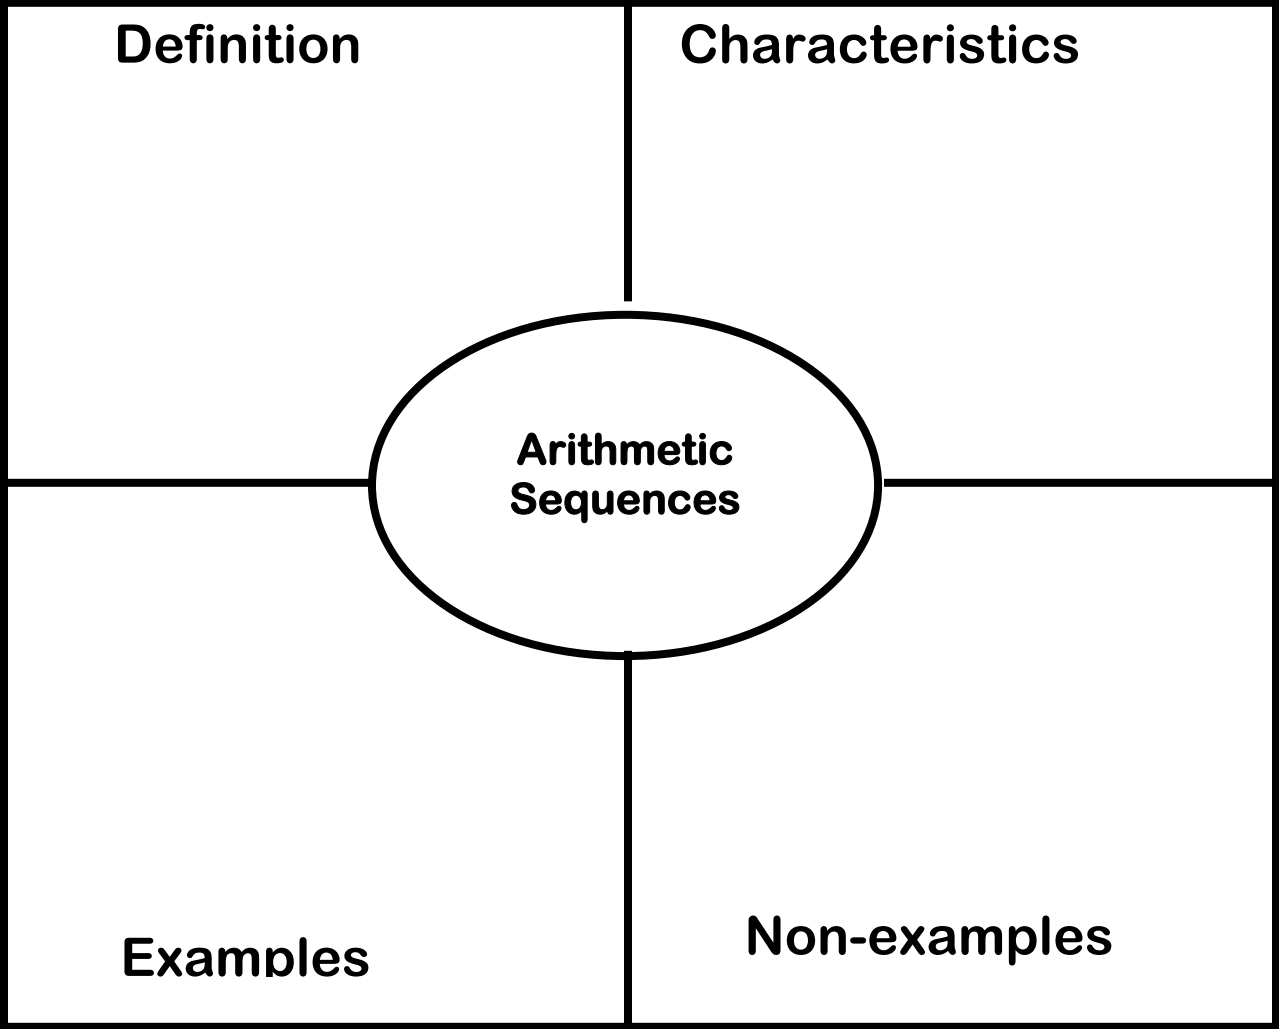 Definition
Characteristics
Arithmetic
Sequences
Examples
Non-examples